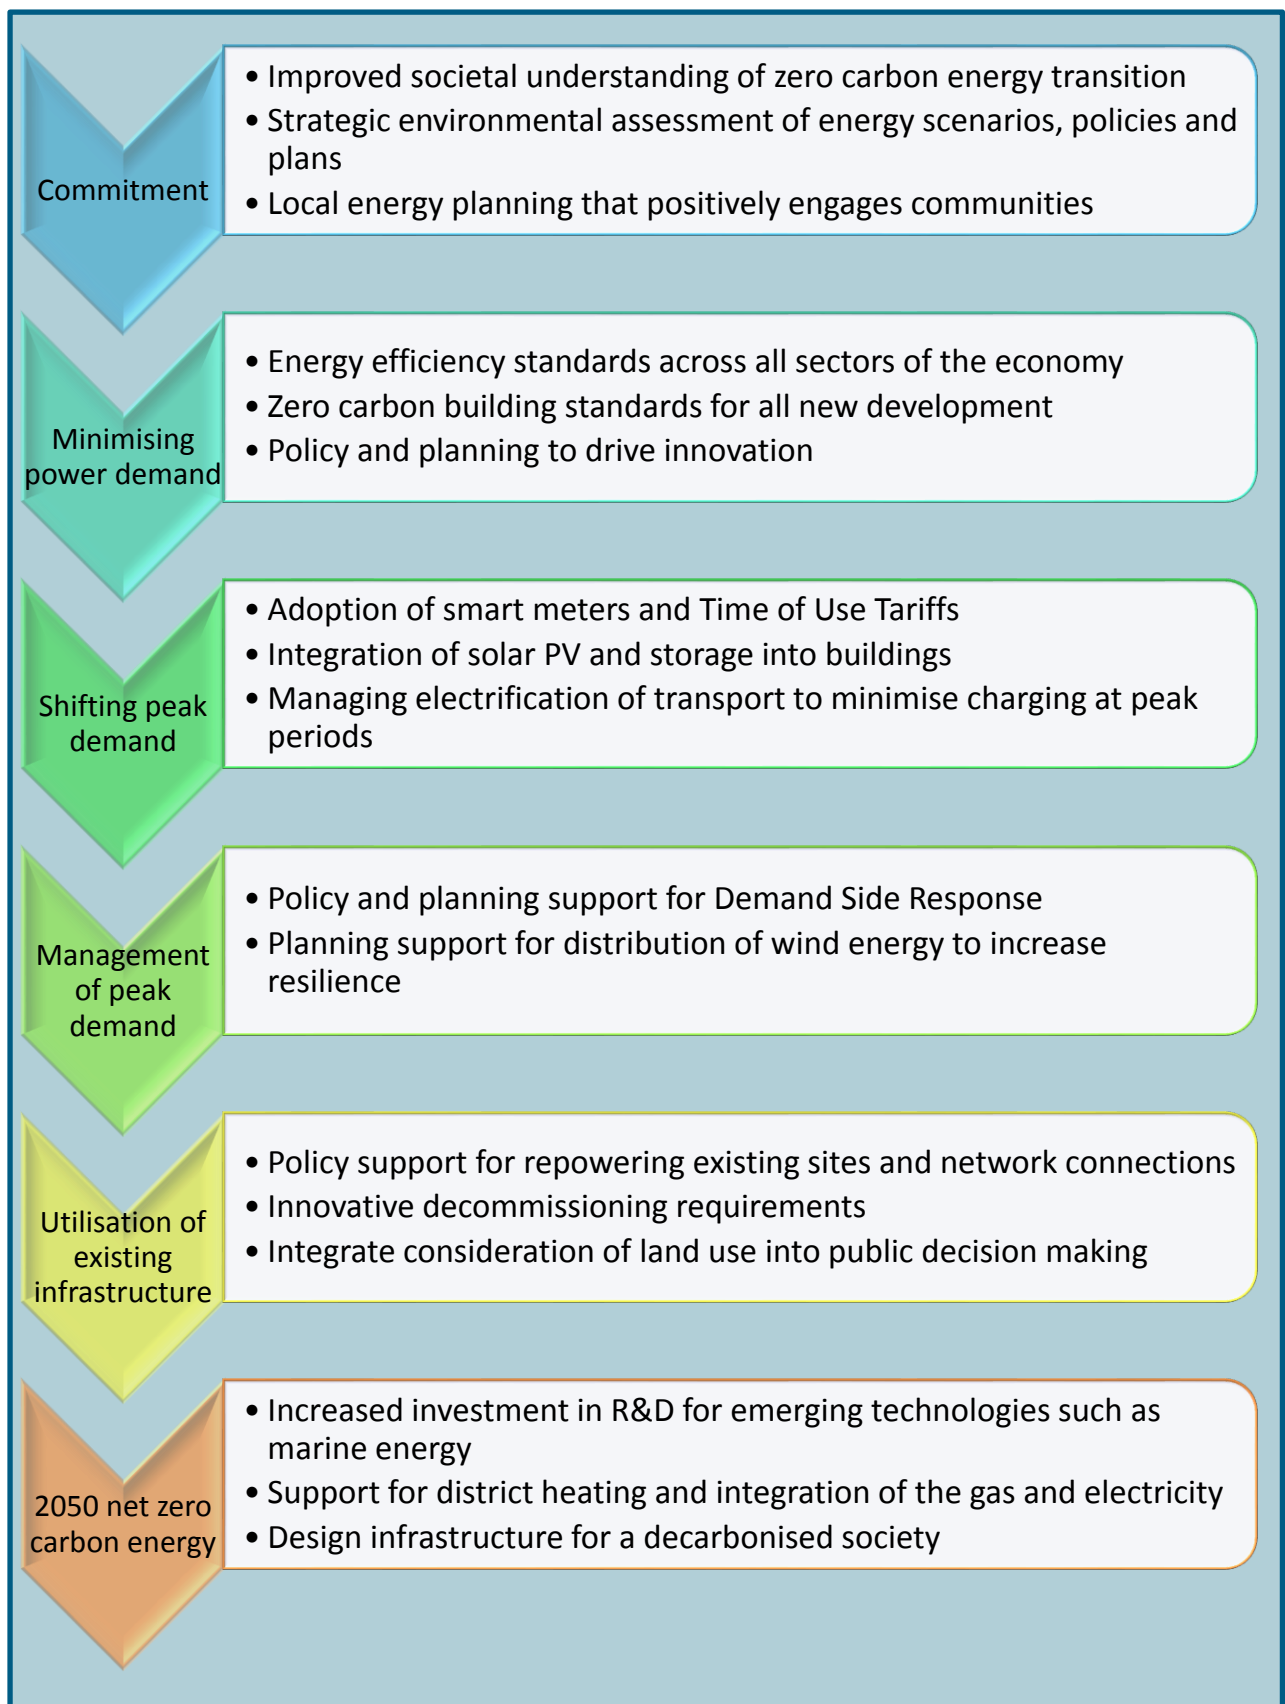 Commitment
• Improved societal understanding of zero carbon energy transition
• Strategic environmental assessment of energy scenarios, policies and
plans
• Local energy planning that positively engages communities
Minimising
power demand
• Energy efficiency standards across all sectors of the economy
• Zero carbon building standards for all new development
• Policy and planning to drive innovation
Shifting peak
demand
• Adoption of smart meters and Time of Use Tariffs
• Integration of solar PV and storage into buildings
• Managing electrification of transport to minimise charging at peak
periods
Management
of peak
demand
• Policy and planning support for Demand Side Response
• Planning support for distribution of wind energy to increase
resilience
Utilisation of
existing
infrastructure
• Policy support for repowering existing sites and network connections
• Innovative decommissioning requirements
• Integrate consideration of land use into public decision making
2050 net zero
carbon energy
• Increased investment in R&D for emerging technologies such as
marine energy
• Support for district heating and integration of the gas and electricity
• Design infrastructure for a decarbonised society